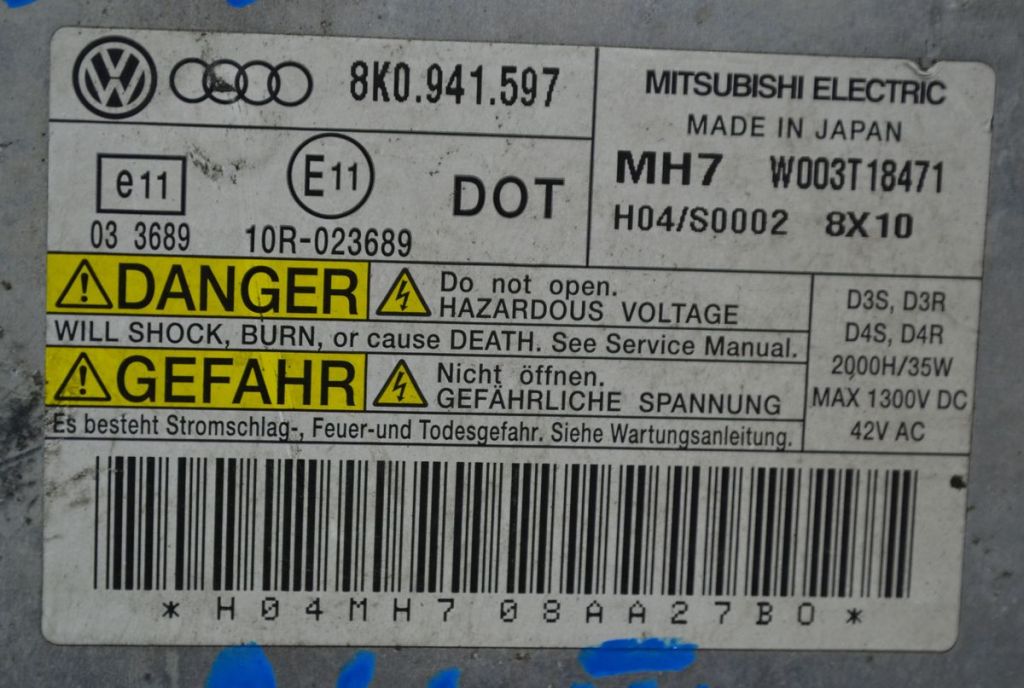 8K0.941.597
MITSUBISHI ELECTRIC
MADE IN JAPAN
MH7 W003T18471
H04/S0002 8X10
e11
E11
DOT
03 3689
10R-023689
DANGER
Do not open.
HAZARDOUS VOLTAGE
WILL SHOCK, BURN, or cause DEATH. See Service Manual.
GEFAHR
Nicht öffnen.
GEFÄHRLICHE SPANNUNG
Es besteht Stromschlag-, Feuer-und Todesgefahr. Siehe Wartungsanleitung.
D3S, D3R
D4S, D4R
2000H/35W
MAX 1300V DC
42V AC
*H04MH7 08AA27B0*